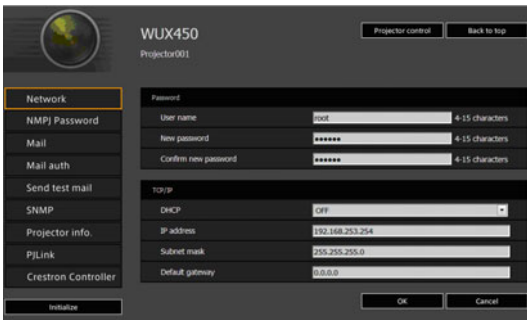 WUX450
Projector001
Projector control
Back to top
Network
NMPJ Password
Mail
Mail auth
Send test mail
SNMP
Projector info.
PJLink
Crestron Controller
Initialize
Password
User name root 4-15 characters
New password •••••• 4-15 characters
Confirm new password •••••• 4-15 characters
TCP/IP
DHCP OFF
IP address 192.168.253.254
Subnet mask 255.255.255.0
Default gateway 0.0.0.0
OK
Cancel